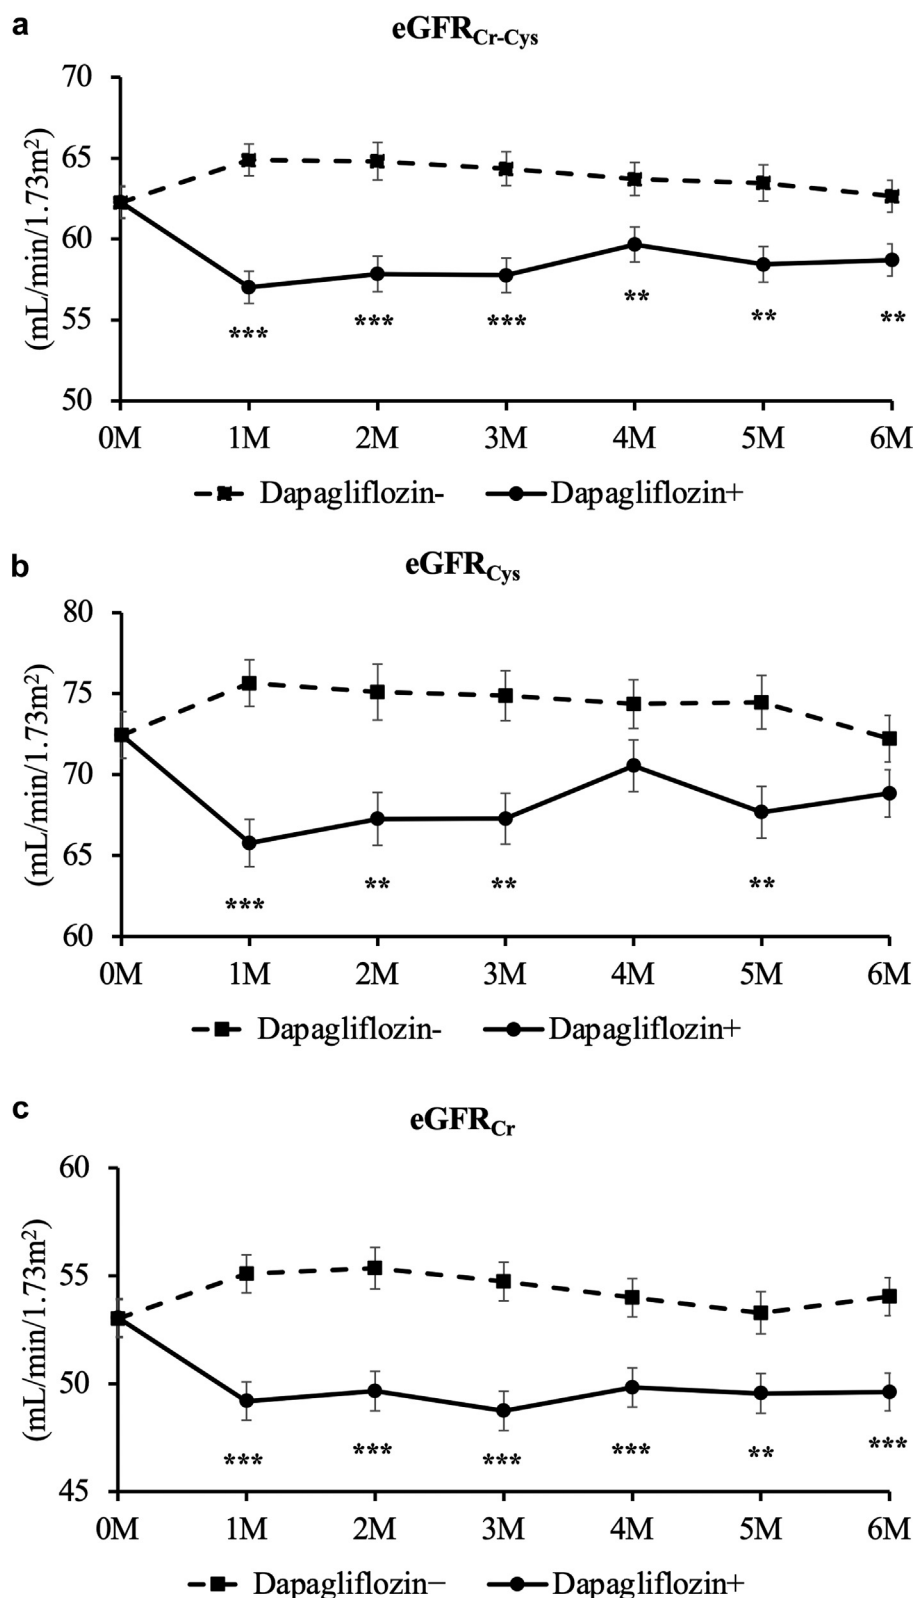 a
eGFRCr-Cys
(mL/min/1.73m²)
70
65
60
55
50
*** *** *** ** ** **
0M 1M 2M 3M 4M 5M 6M
Dapagliflozin- Dapagliflozin+
b
eGFRCys
(mL/min/1.73m²)
80
75
70
65
60
*** ** ** **
0M 1M 2M 3M 4M 5M 6M
Dapagliflozin- Dapagliflozin+
c
eGFRCr
(mL/min/1.73m²)
60
55
50
45
*** *** *** *** ** ***
0M 1M 2M 3M 4M 5M 6M
Dapagliflozin− Dapagliflozin+